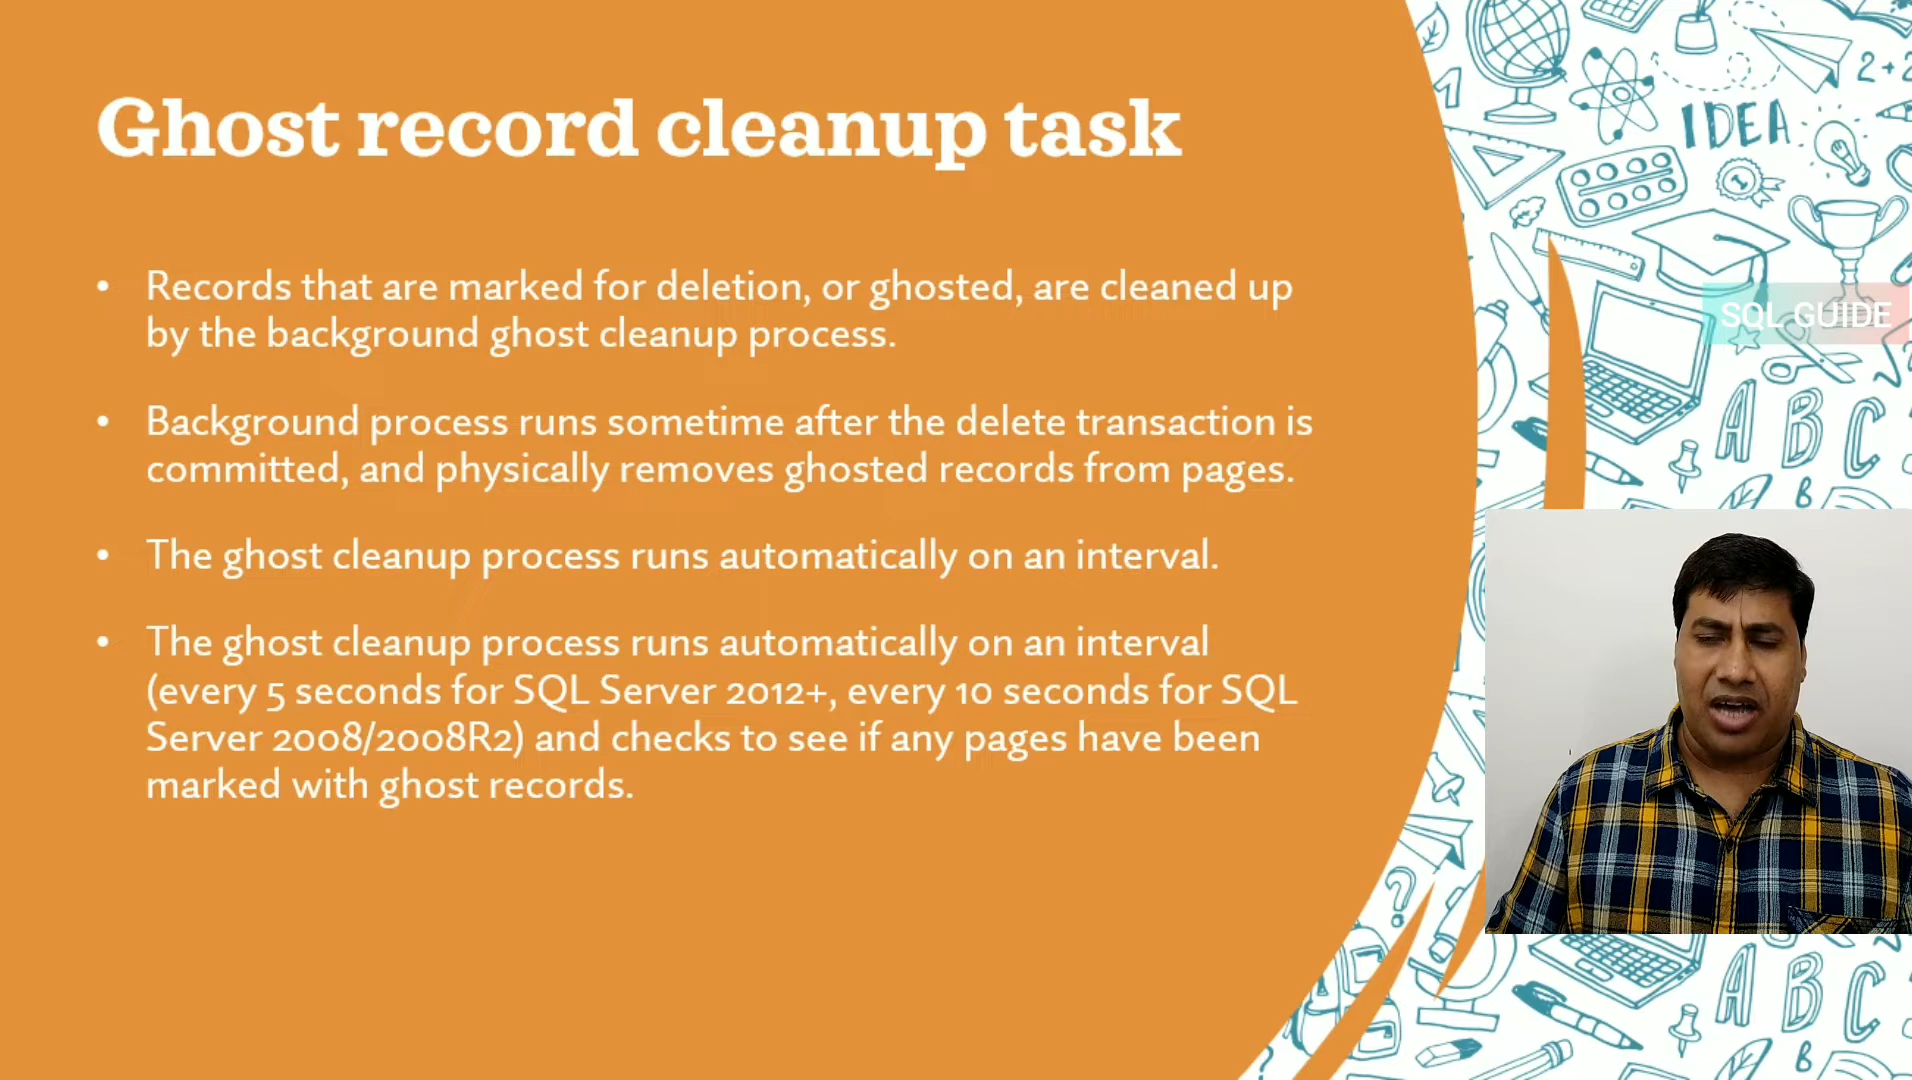 Ghost record cleanup task
• Records that are marked for deletion, or ghosted, are cleaned up
by the background ghost cleanup process.
• Background process runs sometime after the delete transaction is
committed, and physically removes ghosted records from pages.
• The ghost cleanup process runs automatically on an interval.
• The ghost cleanup process runs automatically on an interval
(every 5 seconds for SQL Server 2012+, every 10 seconds for SQL
Server 2008/2008R2) and checks to see if any pages have been
marked with ghost records.
1
2+2
IDEA
1
SQL GUIDE
2
A B C
B
?
A B C
B
?